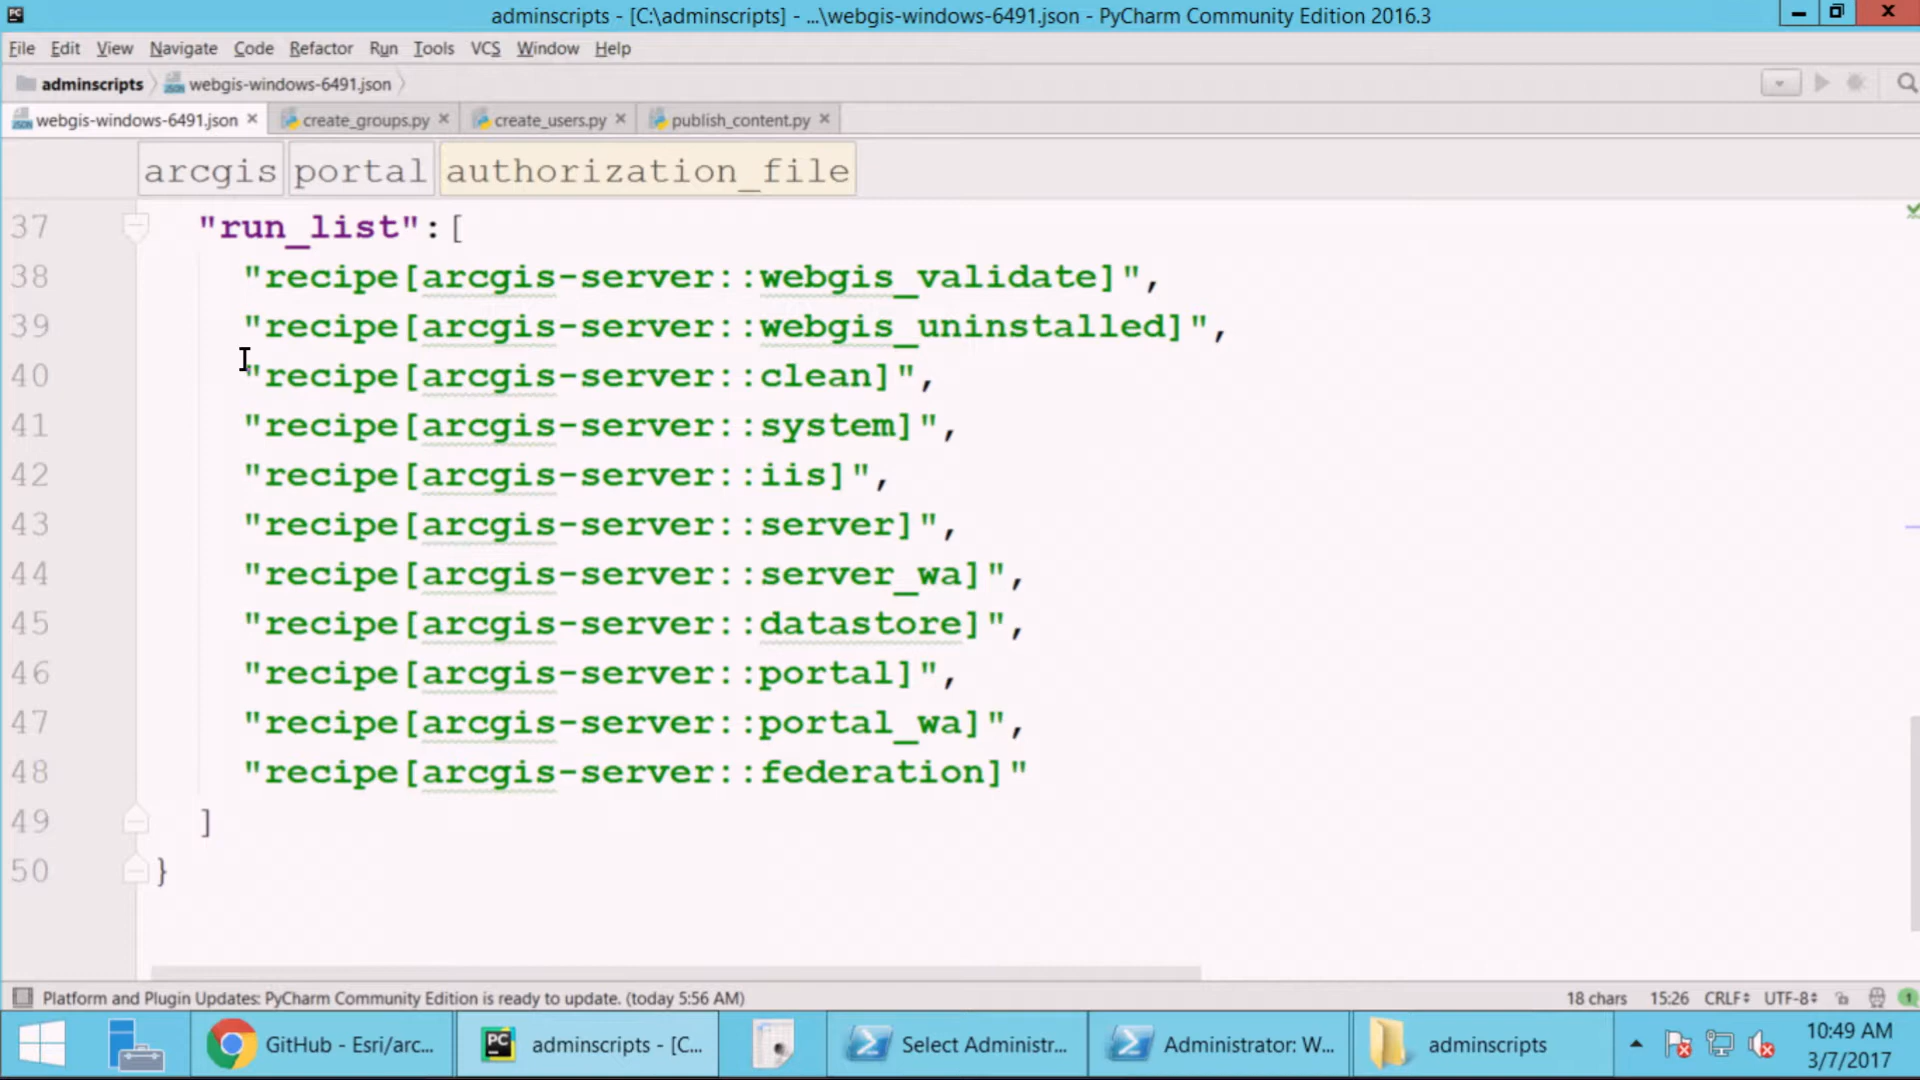 adminscripts - [C:\adminscripts] - ...\webgis-windows-6491.json - PyCharm Community Edition 2016.3
File Edit View Navigate Code Refactor Run Tools VCS Window Help
adminscripts webgis-windows-6491.json
webgis-windows-6491.json create_groups.py create_users.py publish_content.py
arcgis portal authorization_file
37 "run_list":[
38 "recipe[arcgis-server::webgis_validate]",
39 "recipe[arcgis-server::webgis_uninstalled]",
40 "recipe[arcgis-server::clean]",
41 "recipe[arcgis-server::system]",
42 "recipe[arcgis-server::iis]",
43 "recipe[arcgis-server::server]",
44 "recipe[arcgis-server::server_wa]",
45 "recipe[arcgis-server::datastore]",
46 "recipe[arcgis-server::portal]",
47 "recipe[arcgis-server::portal_wa]",
48 "recipe[arcgis-server::federation]"
49 ]
50 }
Platform and Plugin Updates: PyCharm Community Edition is ready to update. (today 5:56 AM) 18 chars 15:26 CRLF UTF-8 1
GitHub - Esri/arc... PC adminscripts - [C... Select Administr... Administrator: W... adminscripts 10:49 AM
3/7/2017